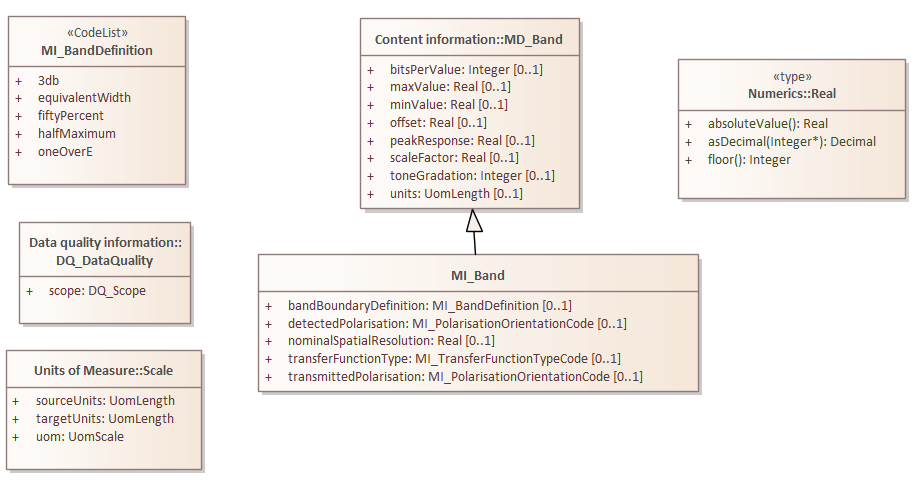 «CodeList»
MI_BandDefinition
+ 3db
+ equivalentWidth
+ fiftyPercent
+ halfMaximum
+ oneOverE
Content information::MD_Band
+ bitsPerValue: Integer [0..1]
+ maxValue: Real [0..1]
+ minValue: Real [0..1]
+ offset: Real [0..1]
+ peakResponse: Real [0..1]
+ scaleFactor: Real [0..1]
+ toneGradation: Integer [0..1]
+ units: UomLength [0..1]
«type»
Numerics::Real
+ absoluteValue(): Real
+ asDecimal(Integer*): Decimal
+ floor(): Integer
Data quality information::
DQ_DataQuality
+ scope: DQ_Scope
MI_Band
+ bandBoundaryDefinition: MI_BandDefinition [0..1]
+ detectedPolarisation: MI_PolarisationOrientationCode [0..1]
+ nominalSpatialResolution: Real [0..1]
+ transferFunctionType: MI_TransferFunctionTypeCode [0..1]
+ transmittedPolarisation: MI_PolarisationOrientationCode [0..1]
Units of Measure::Scale
+ sourceUnits: UomLength
+ targetUnits: UomLength
+ uom: UomScale